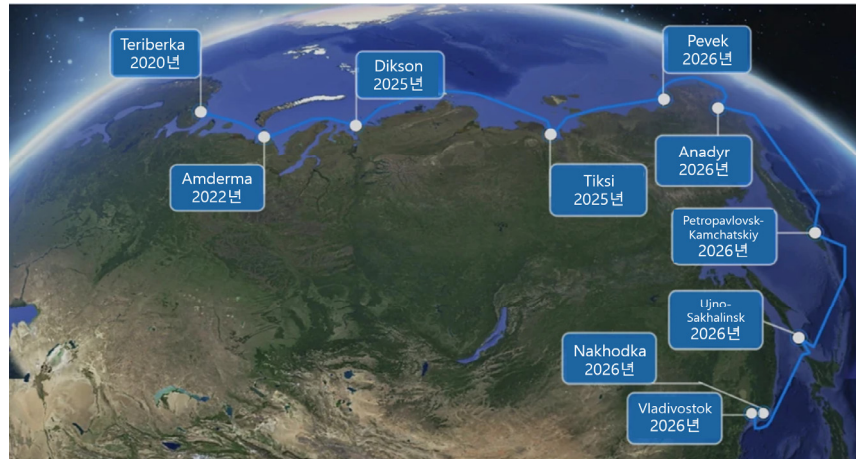 Teriberka
2020년
Dikson
2025년
Pevek
2026년
Amderma
2022년
Tiksi
2025년
Anadyr
2026년
Petropavlovsk-
Kamchatskiy
2026년
Ujno-
Sakhalinsk
2026년
Nakhodka
2026년
Vladivostok
2026년